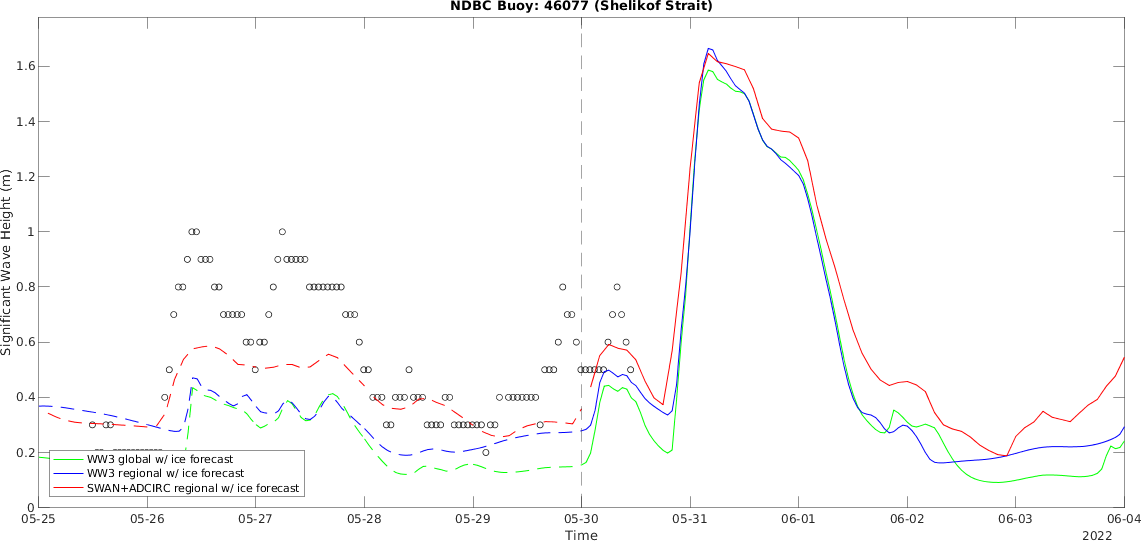 NDBC Buoy: 46077 (Shelikof Strait)
Significant Wave Height (m)
1.6
1.4
1.2
1
0.8
0.6
0.4
0.2
0
WW3 global w/ ice forecast
WW3 regional w/ ice forecast
SWAN+ADCIRC regional w/ ice forecast
05-25 05-26 05-27 05-28 05-29 05-30 05-31 06-01 06-02 06-03 06-04
Time
2022